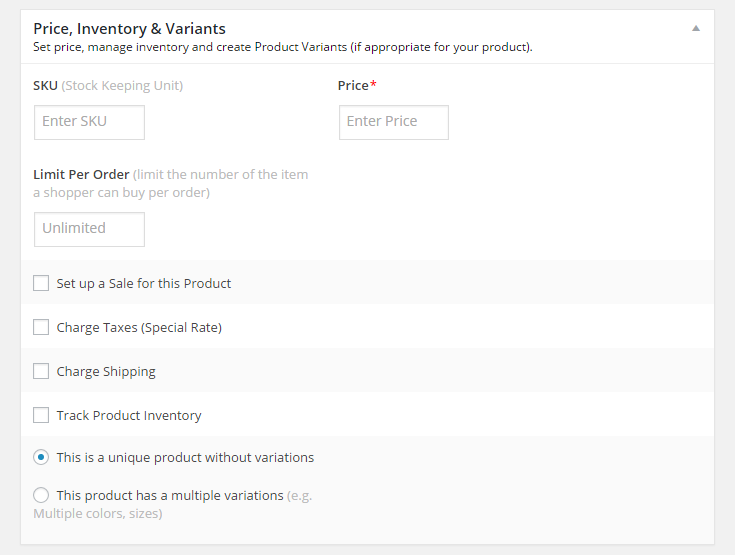 Price, Inventory & Variants
Set price, manage inventory and create Product Variants (if appropriate for your product).
SKU (Stock Keeping Unit)
Enter SKU
Price*
Enter Price
Limit Per Order (limit the number of the item
a shopper can buy per order)
Unlimited
Set up a Sale for this Product
Charge Taxes (Special Rate)
Charge Shipping
Track Product Inventory
This is a unique product without variations
This product has a multiple variations (e.g.
Multiple colors, sizes)